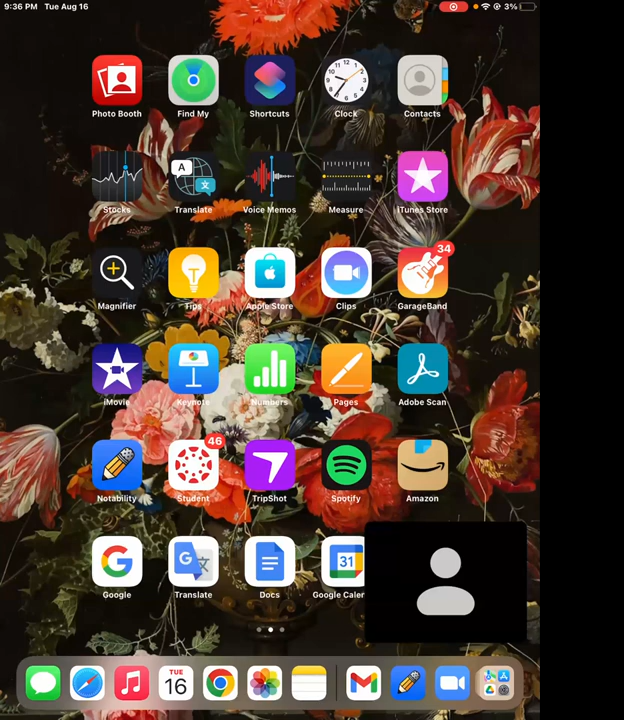 9:36 PM Tue Aug 16 3%
Photo Booth Find My Shortcuts Clock Contacts
Stocks Translate Voice Memos Measure iTunes Store
34
Magnifier Tips Apple Store Clips GarageBand
iMovie Keynote Numbers Pages Adobe Scan
46
Notability Student TripShot Spotify Amazon
31
Google Translate Docs Google Caler
TUE
16